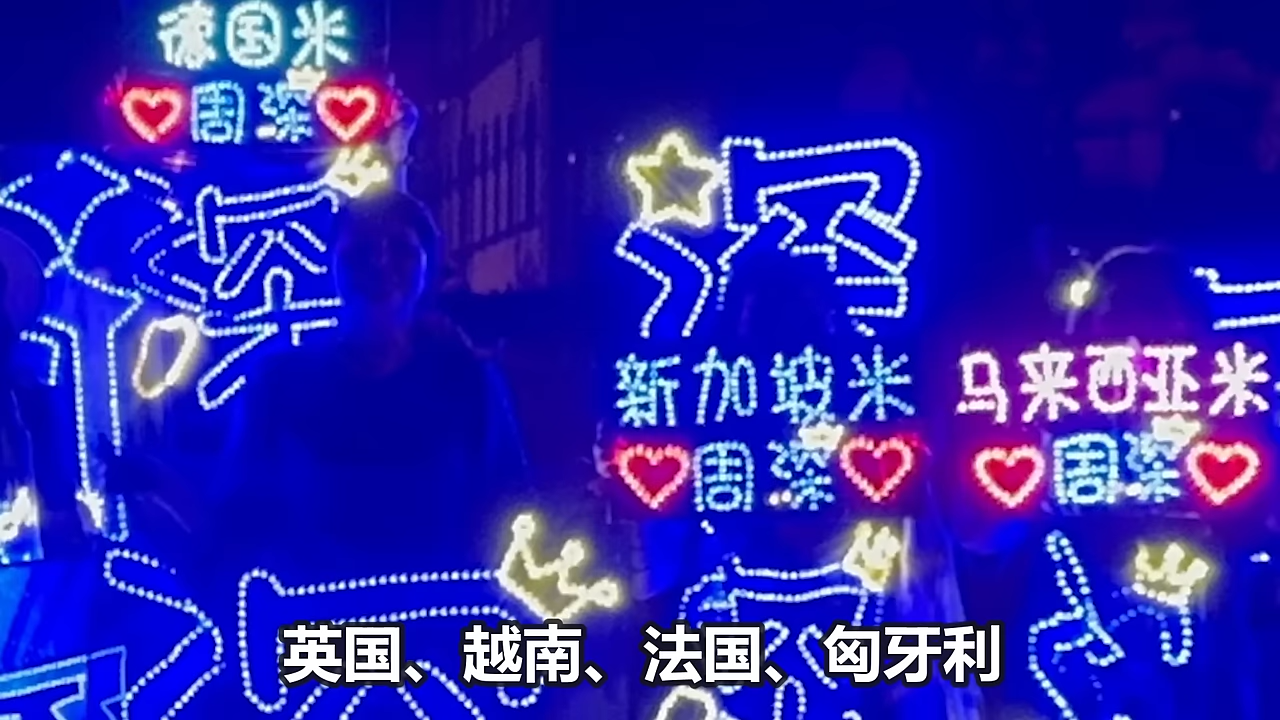 德国米
周深
深
深
新加坡米
马来西亚米
周深
周深
英国、越南、法国、匈牙利